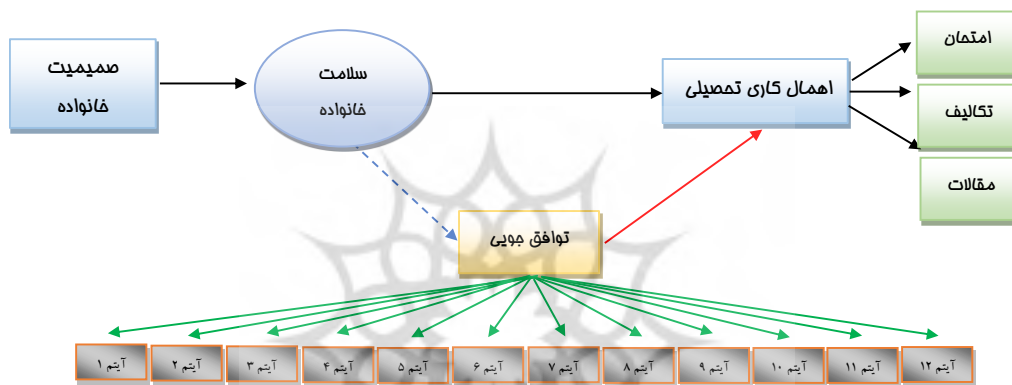 صمیمیت
خانواده
سلامت
خانواده
اهمال کاری تحصیلی
امتحان
تکالیف
مقالات
توافق جویی
آیتم ۱
آیتم ۲
آیتم ۳
آیتم ۴
آیتم ۵
آیتم ۶
آیتم ۷
آیتم ۸
آیتم ۹
آیتم ۱۰
آیتم ۱۱
آیتم ۱۲